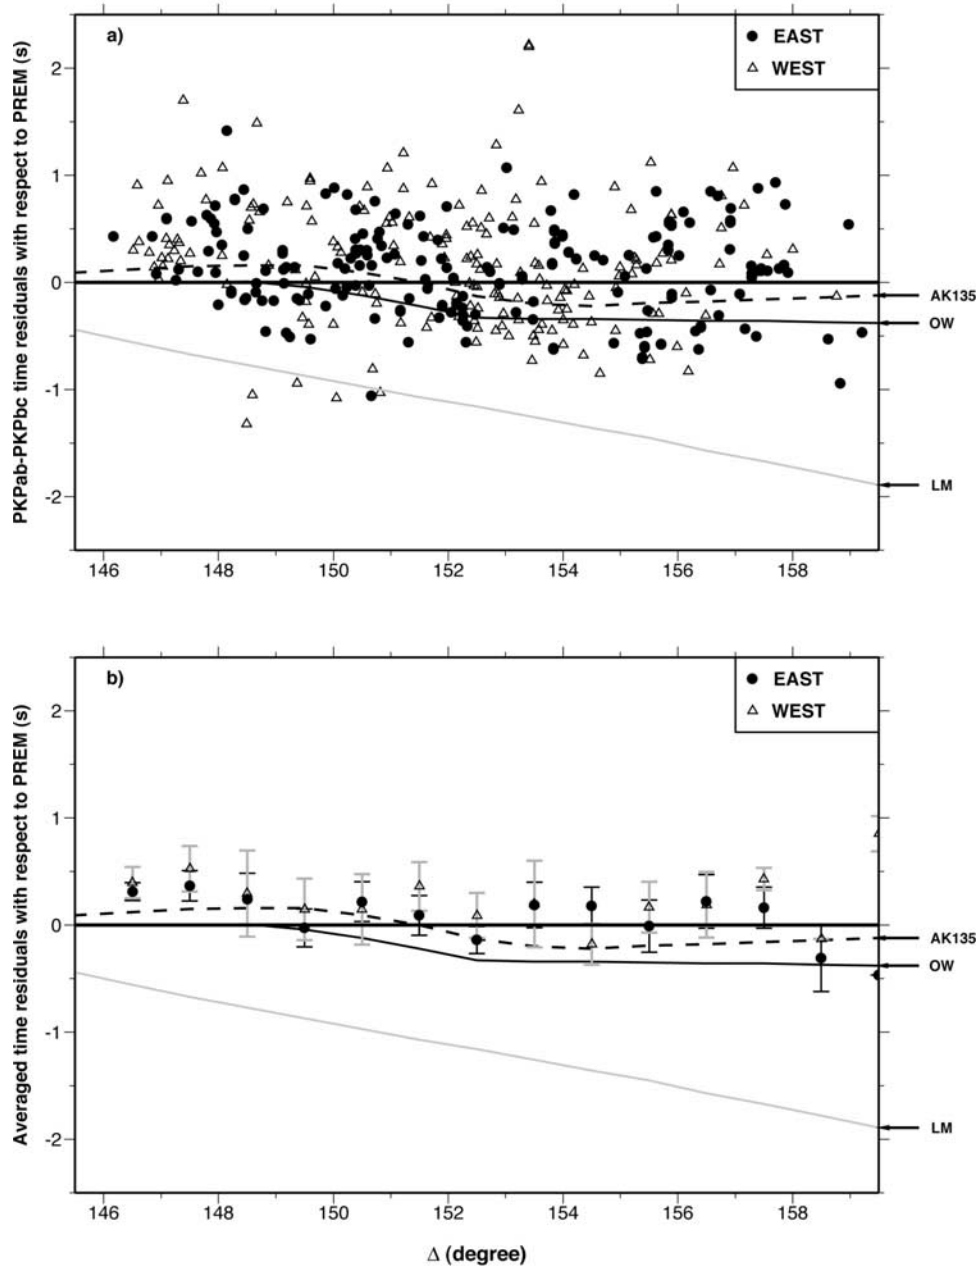 a)
EAST
WEST
PKPab-PKPbc time residuals with respect to PREM (s)
2
1
0
-1
-2
AK135
OW
LM
146 148 150 152 154 156 158
b)
EAST
WEST
Averaged time residuals with respect to PREM (s)
2
1
0
-1
-2
AK135
OW
LM
146 148 150 152 154 156 158
Δ (degree)